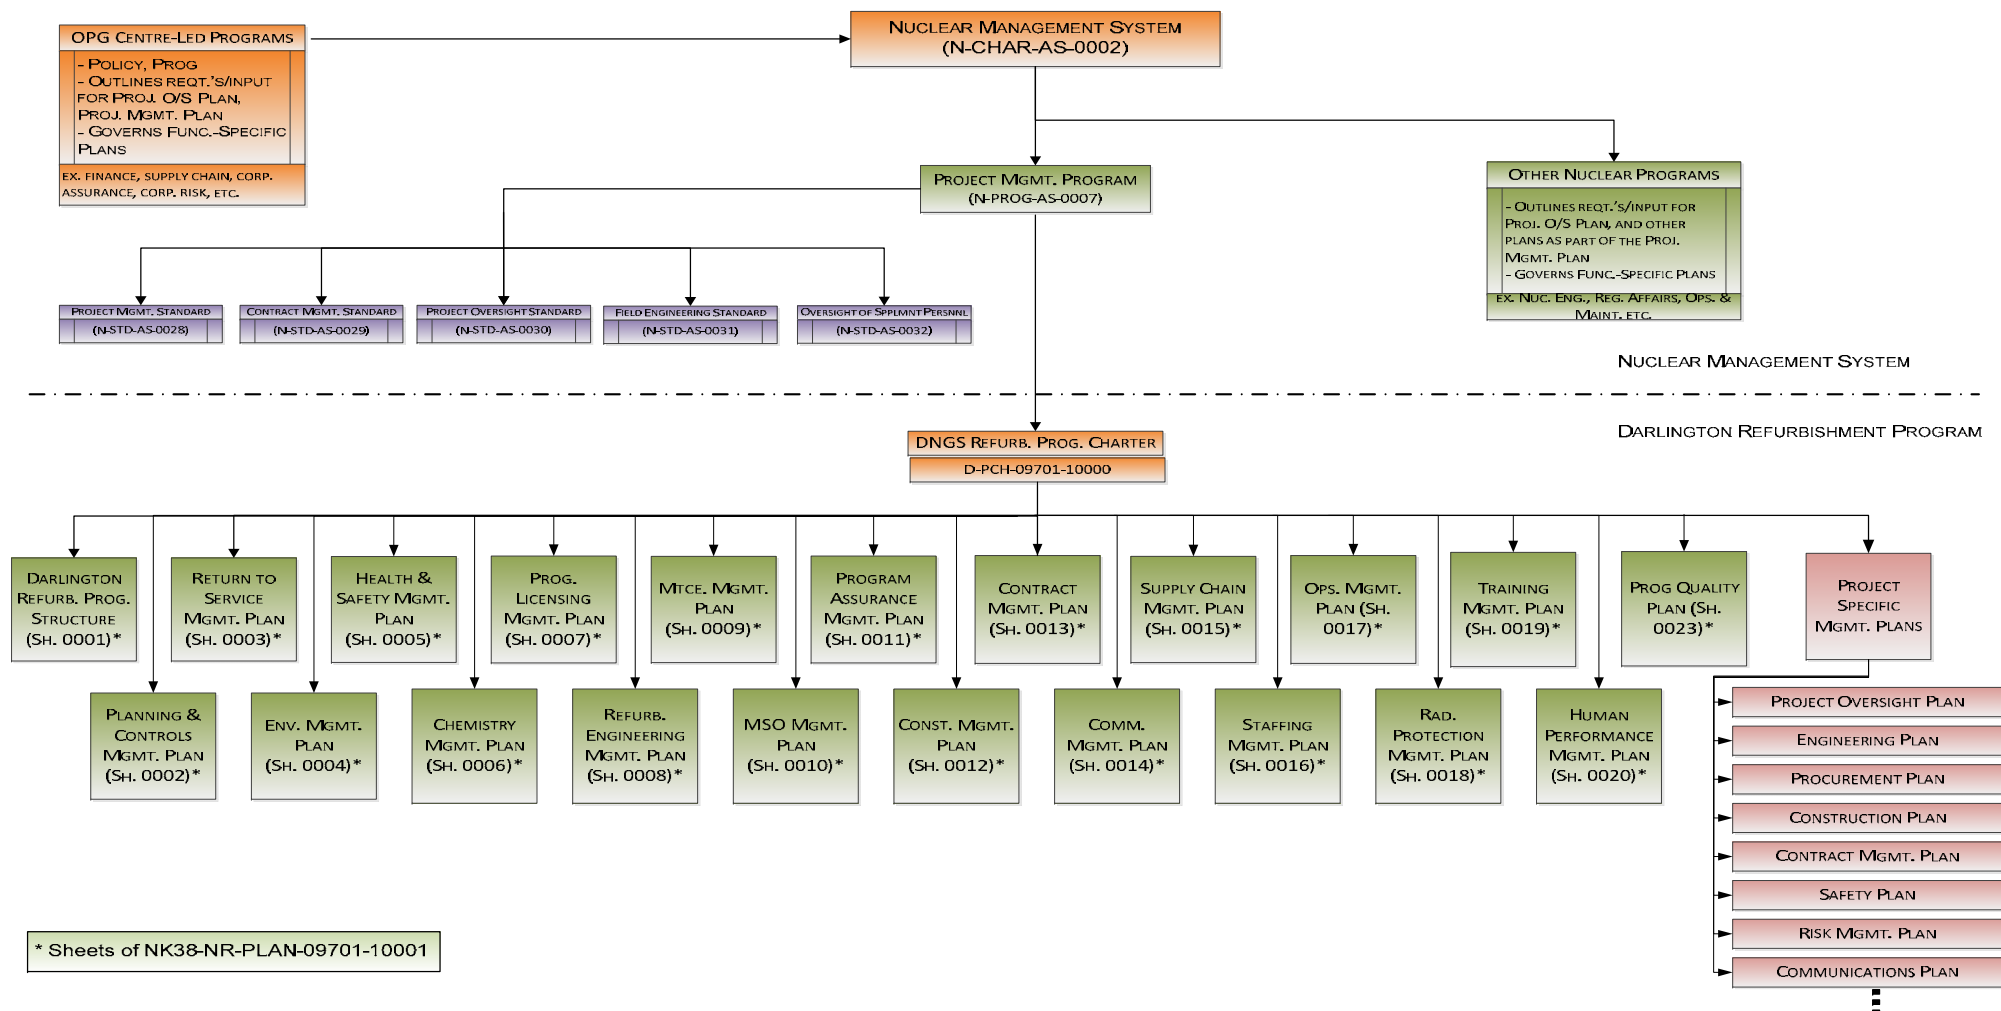 OPG CENTRE-LED PROGRAMS
- POLICY, PROG
- OUTLINES REQT.'S/INPUT
FOR PROJ. O/S PLAN,
PROJ. MGMT. PLAN
- GOVERNS FUNC.-SPECIFIC
PLANS
EX. FINANCE, SUPPLY CHAIN, CORP.
ASSURANCE, CORP. RISK, ETC.
NUCLEAR MANAGEMENT SYSTEM
(N-CHAR-AS-0002)
PROJECT MGMT. PROGRAM
(N-PROG-AS-0007)
OTHER NUCLEAR PROGRAMS
- OUTLINES REQT.'S/INPUT FOR
PROJ. O/S PLAN, AND OTHER
PLANS AS PART OF THE PROJ.
MGMT. PLAN
- GOVERNS FUNC.-SPECIFIC PLANS
EX. NUC. ENG., REG. AFFAIRS, OPS. &
MAINT. ETC.
PROJECT MGMT. STANDARD
(N-STD-AS-0028)
CONTRACT MGMT. STANDARD
(N-STD-AS-0029)
PROJECT OVERSIGHT STANDARD
(N-STD-AS-0030)
FIELD ENGINEERING STANDARD
(N-STD-AS-0031)
OVERSIGHT OF SPPLMNT PERSNNL
(N-STD-AS-0032)
NUCLEAR MANAGEMENT SYSTEM
DARLINGTON REFURBISHMENT PROGRAM
DNGS REFURB. PROG. CHARTER
D-PCH-09701-10000
DARLINGTON
REFURB. PROG.
STRUCTURE
(SH. 0001)*
RETURN TO
SERVICE
MGMT. PLAN
(SH. 0003)*
HEALTH &
SAFETY MGMT.
PLAN
(SH. 0005)*
PROG.
LICENSING
MGMT. PLAN
(SH. 0007)*
MTCE. MGMT.
PLAN
(SH. 0009)*
PROGRAM
ASSURANCE
MGMT. PLAN
(SH. 0011)*
CONTRACT
MGMT. PLAN
(SH. 0013)*
SUPPLY CHAIN
MGMT. PLAN
(SH. 0015)*
OPS. MGMT.
PLAN (SH.
0017)*
TRAINING
MGMT. PLAN
(SH. 0019)*
PROG QUALITY
PLAN (SH.
0023)*
PROJECT
SPECIFIC
MGMT. PLANS
PLANNING &
CONTROLS
MGMT. PLAN
(SH. 0002)*
ENV. MGMT.
PLAN
(SH. 0004)*
CHEMISTRY
MGMT. PLAN
(SH. 0006)*
REFURB.
ENGINEERING
MGMT. PLAN
(SH. 0008)*
MSO MGMT.
PLAN
(SH. 0010)*
CONST. MGMT.
PLAN
(SH. 0012)*
COMM.
MGMT. PLAN
(SH. 0014)*
STAFFING
MGMT. PLAN
(SH. 0016)*
RAD.
PROTECTION
MGMT. PLAN
(SH. 0018)*
HUMAN
PERFORMANCE
MGMT. PLAN
(SH. 0020)*
PROJECT OVERSIGHT PLAN
ENGINEERING PLAN
PROCUREMENT PLAN
CONSTRUCTION PLAN
CONTRACT MGMT. PLAN
SAFETY PLAN
RISK MGMT. PLAN
COMMUNICATIONS PLAN
* Sheets of NK38-NR-PLAN-09701-10001